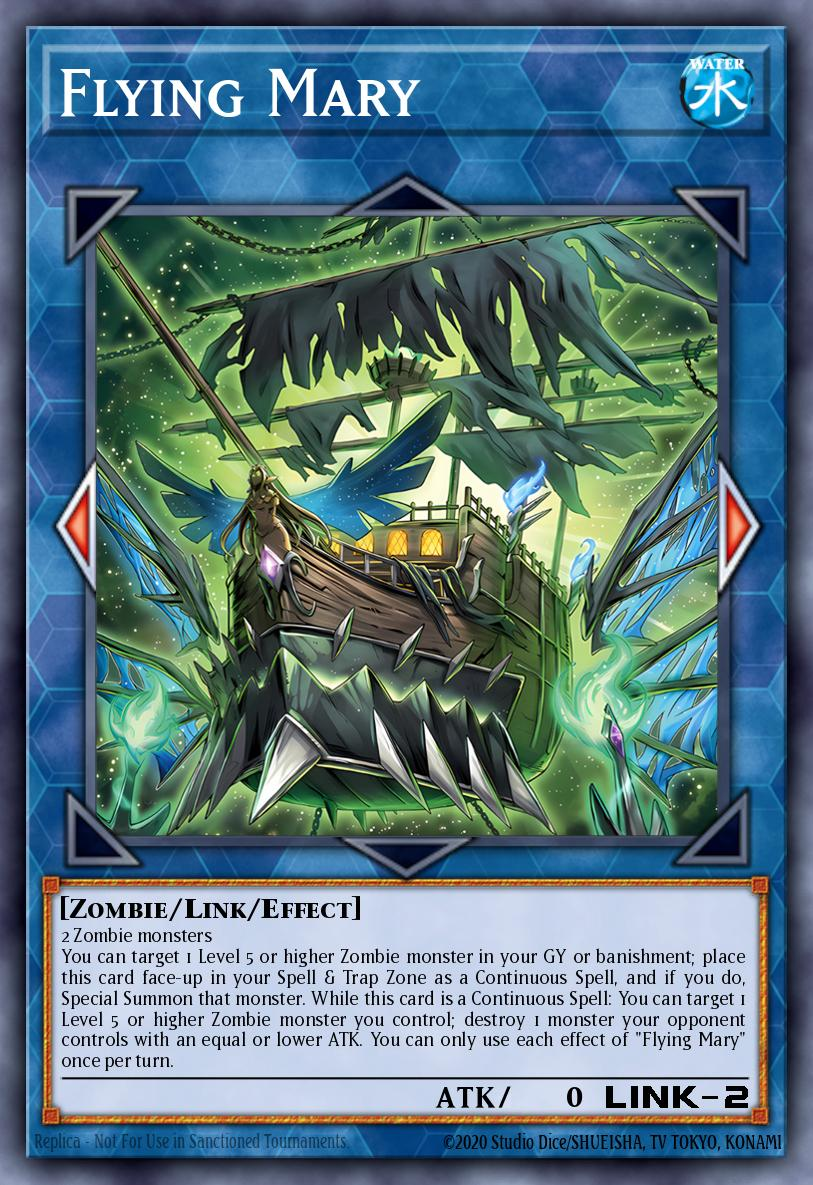 Flying Mary
WATER
水
[Zombie/Link/Effect]
2 Zombie monsters
You can target 1 Level 5 or higher Zombie monster in your GY or banishment; place
this card face-up in your Spell & Trap Zone as a Continuous Spell, and if you do,
Special Summon that monster. While this card is a Continuous Spell: You can target 1
Level 5 or higher Zombie monster you control; destroy 1 monster your opponent
controls with an equal or lower ATK. You can only use each effect of "Flying Mary"
once per turn.
ATK/ 0 LINK-2
Replica - Not For Use in Sanctioned Tournaments.
©2020 Studio Dice/SHUEISHA, TV TOKYO, KONAMI